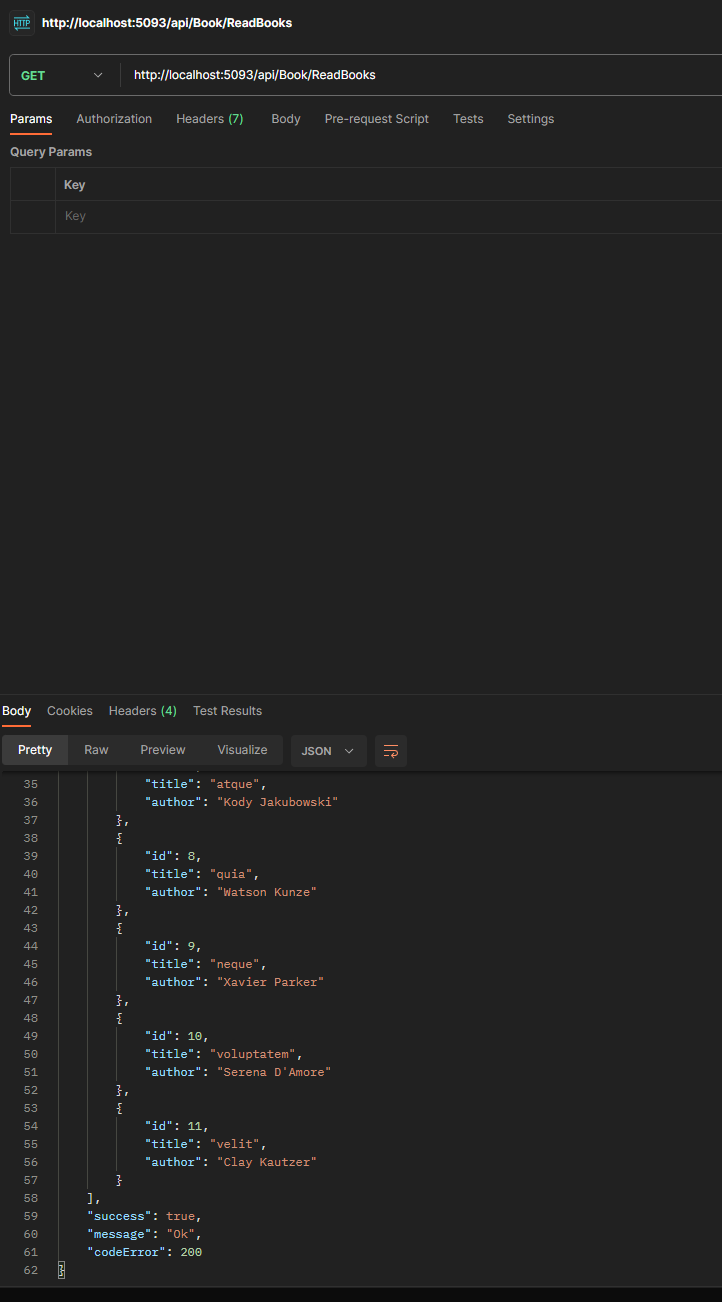 HTTP http://localhost:5093/api/Book/ReadBooks
GET http://localhost:5093/api/Book/ReadBooks
Params Authorization Headers (7) Body Pre-request Script Tests Settings
Query Params
Key
Key
Body Cookies Headers (4) Test Results
Pretty Raw Preview Visualize JSON
35 "title": "atque",
36 "author": "Kody Jakubowski"
37 },
38 {
39 "id": 8,
40 "title": "quia",
41 "author": "Watson Kunze"
42 },
43 {
44 "id": 9,
45 "title": "neque",
46 "author": "Xavier Parker"
47 },
48 {
49 "id": 10,
50 "title": "voluptatem",
51 "author": "Serena D'Amore"
52 },
53 {
54 "id": 11,
55 "title": "velit",
56 "author": "Clay Kautzer"
57 }
58 ],
59 "success": true,
60 "message": "Ok",
61 "codeError": 200
62 }